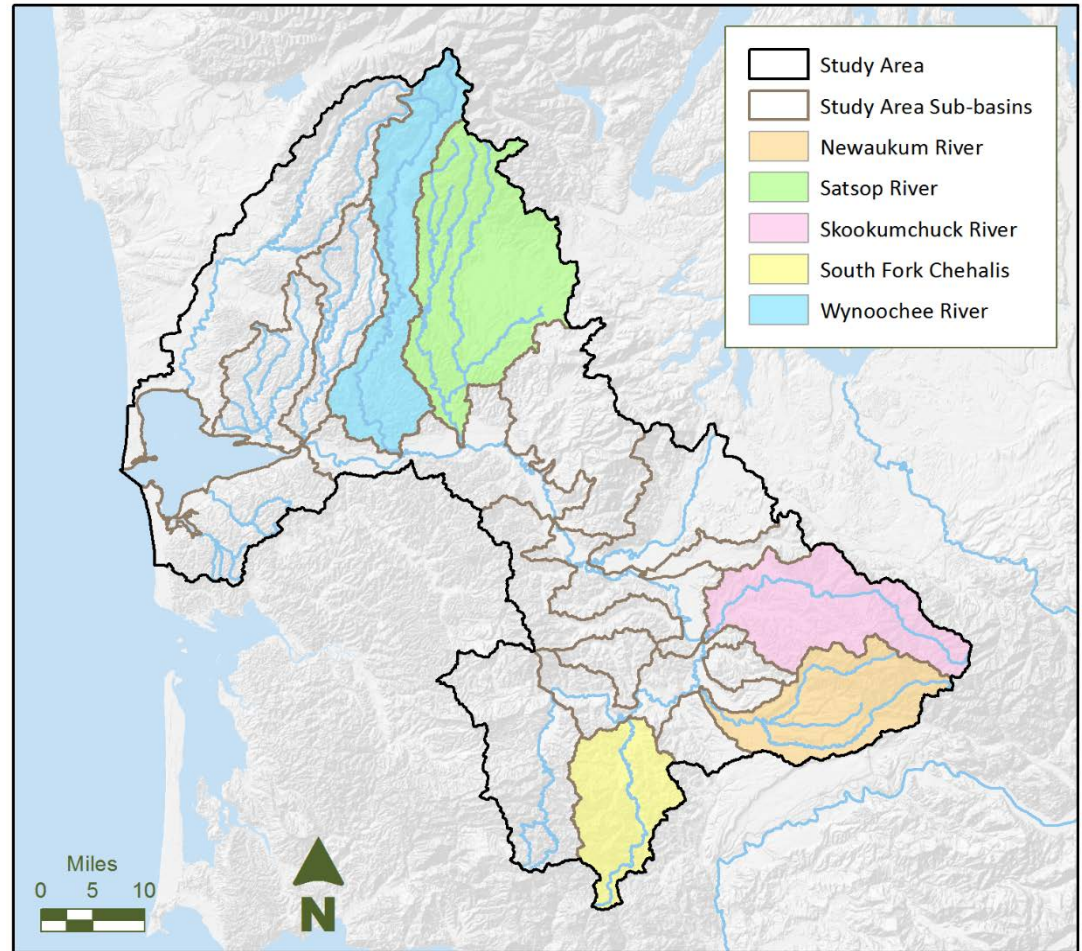 Study Area
Study Area Sub-basins
Newaukum River
Satsop River
Skookumchuck River
South Fork Chehalis
Wynoochee River
Miles
0 5 10
N